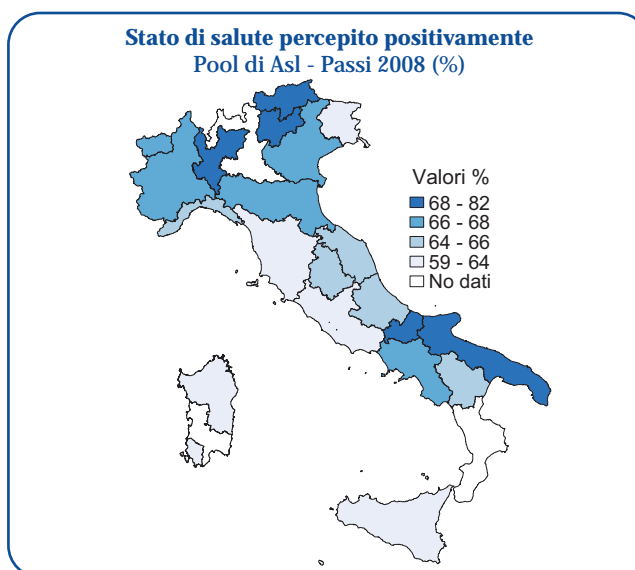 Stato di salute percepito positivamente
Pool di Asl - Passi 2008 (%)
Valori %
68 - 82
66 - 68
64 - 66
59 - 64
No dati